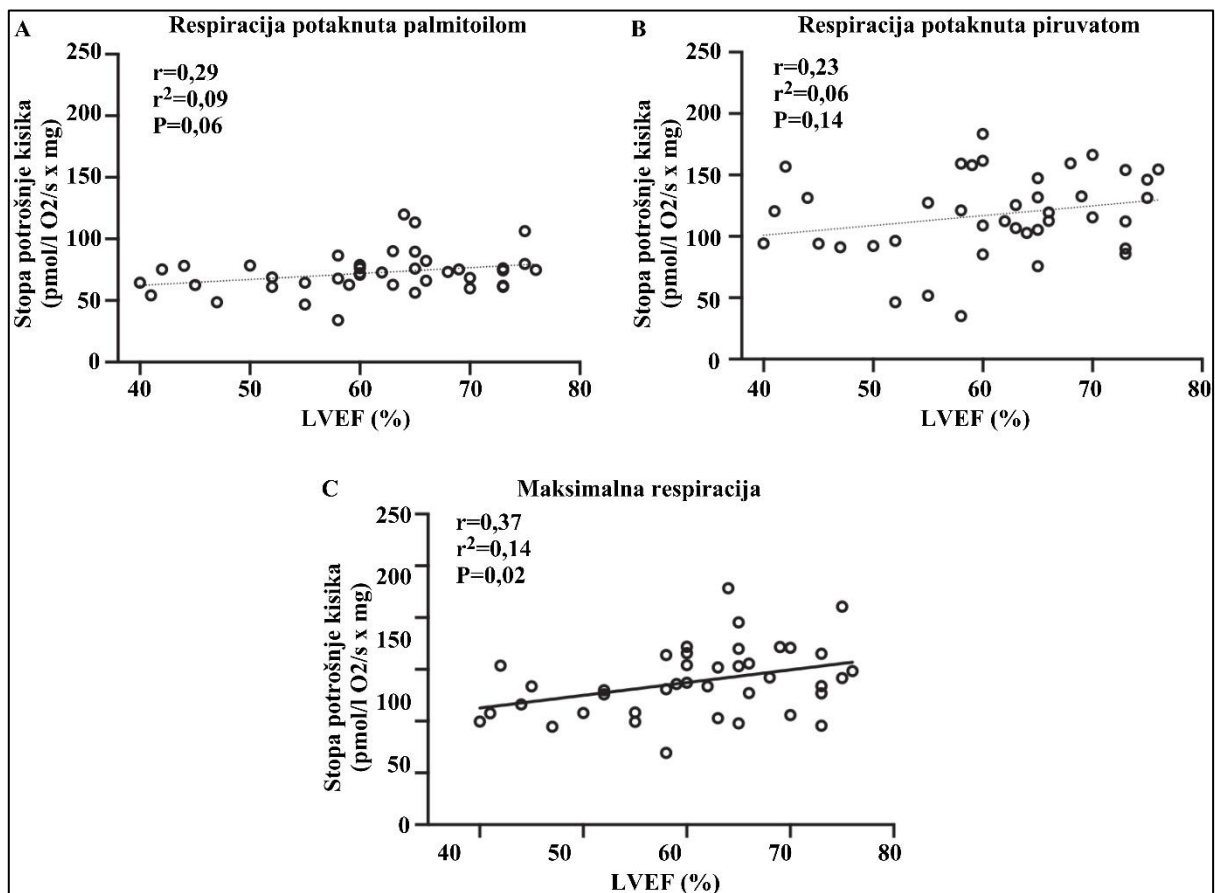 A
Respiracija potaknuta palmitoilom
r=0,29
r²=0,09
P=0,06
Stopa potrošnje kisika
(pmol/l O2/s x mg)
250
200
150
100
50
0
40
50
60
70
80
LVEF (%)
B
Respiracija potaknuta piruvatom
r=0,23
r²=0,06
P=0,14
Stopa potrošnje kisika
(pmol/l O2/s x mg)
250
200
150
100
50
0
40
50
60
70
80
LVEF (%)
C
Maksimalna respiracija
r=0,37
r²=0,14
P=0,02
Stopa potrošnje kisika
(pmol/l O2/s x mg)
250
200
150
100
50
0
40
50
60
70
80
LVEF (%)